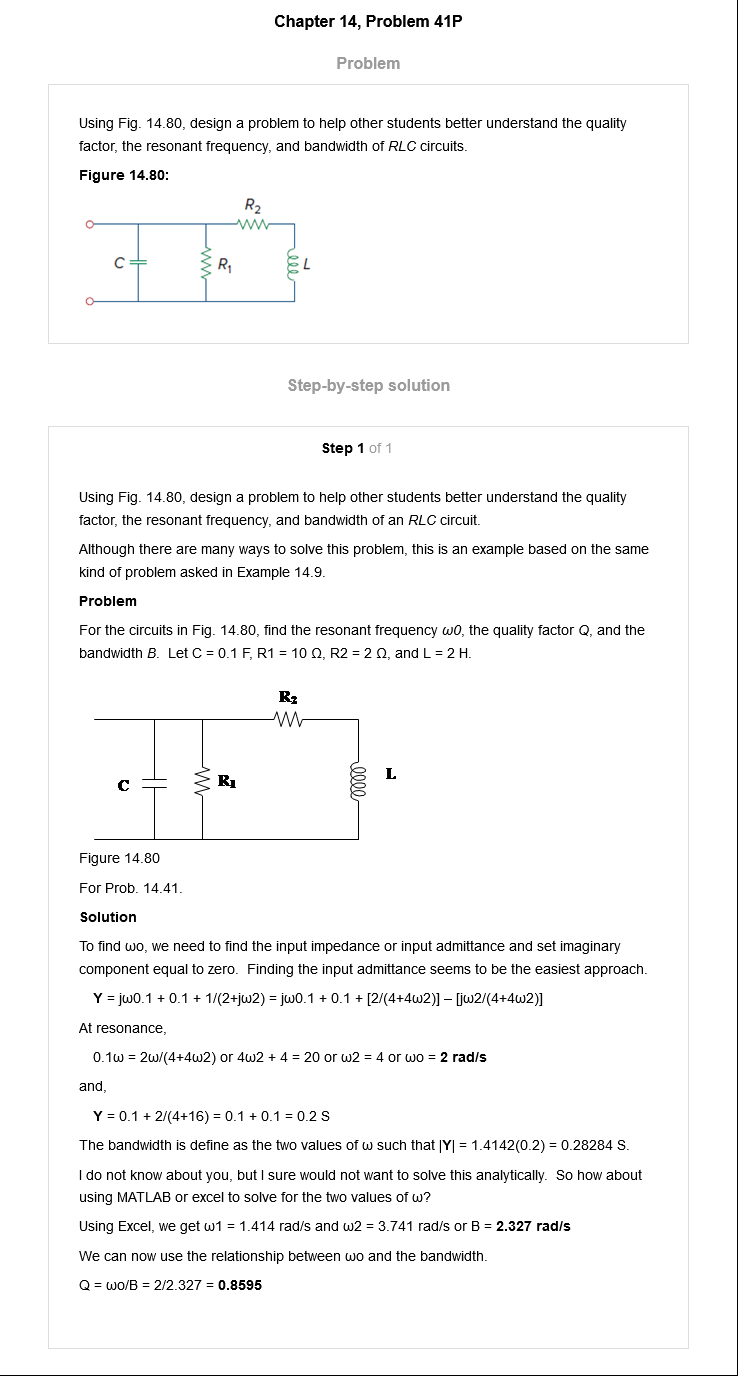 Chapter 14, Problem 41P
Problem
Using Fig. 14.80, design a problem to help other students better understand the quality
factor, the resonant frequency, and bandwidth of RLC circuits.
Figure 14.80:
R2
C
R1
L
Step-by-step solution
Step 1 of 1
Using Fig. 14.80, design a problem to help other students better understand the quality
factor, the resonant frequency, and bandwidth of an RLC circuit.
Although there are many ways to solve this problem, this is an example based on the same
kind of problem asked in Example 14.9.
Problem
For the circuits in Fig. 14.80, find the resonant frequency ω0, the quality factor Q, and the
bandwidth B. Let C = 0.1 F, R1 = 10 Ω, R2 = 2 Ω, and L = 2 H.
R2
C
R1
L
Figure 14.80
For Prob. 14.41.
Solution
To find ωo, we need to find the input impedance or input admittance and set imaginary
component equal to zero. Finding the input admittance seems to be the easiest approach.
Y = jω0.1 + 0.1 + 1/(2+jω2) = jω0.1 + 0.1 + [2/(4+4ω2)] – [jω2/(4+4ω2)]
At resonance,
0.1ω = 2ω/(4+4ω2) or 4ω2 + 4 = 20 or ω2 = 4 or ωo = 2 rad/s
and,
Y = 0.1 + 2/(4+16) = 0.1 + 0.1 = 0.2 S
The bandwidth is define as the two values of ω such that |Y| = 1.4142(0.2) = 0.28284 S.
I do not know about you, but I sure would not want to solve this analytically. So how about
using MATLAB or excel to solve for the two values of ω?
Using Excel, we get ω1 = 1.414 rad/s and ω2 = 3.741 rad/s or B = 2.327 rad/s
We can now use the relationship between ωo and the bandwidth.
Q = ωo/B = 2/2.327 = 0.8595